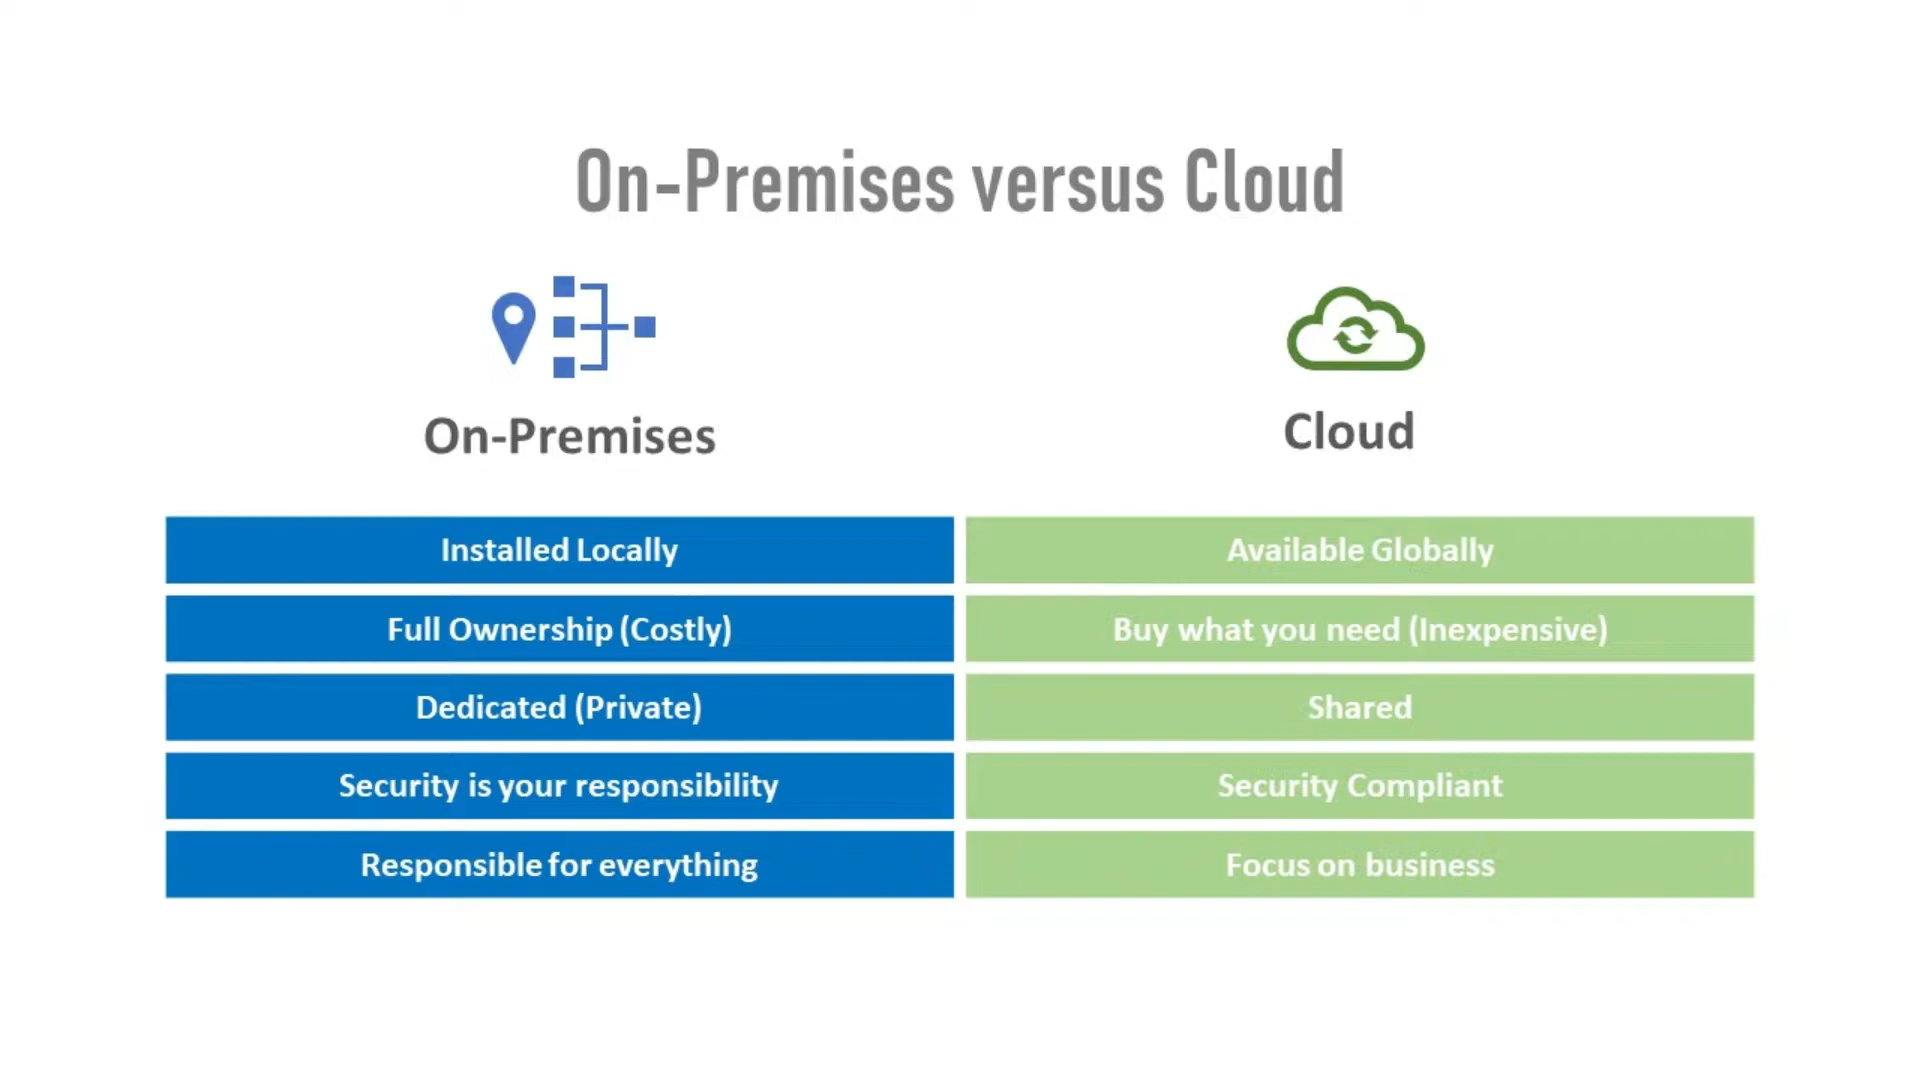 On-Premises versus Cloud
On-Premises
Cloud
Installed Locally
Available Globally
Full Ownership (Costly)
Buy what you need (Inexpensive)
Dedicated (Private)
Shared
Security is your responsibility
Security Compliant
Responsible for everything
Focus on business